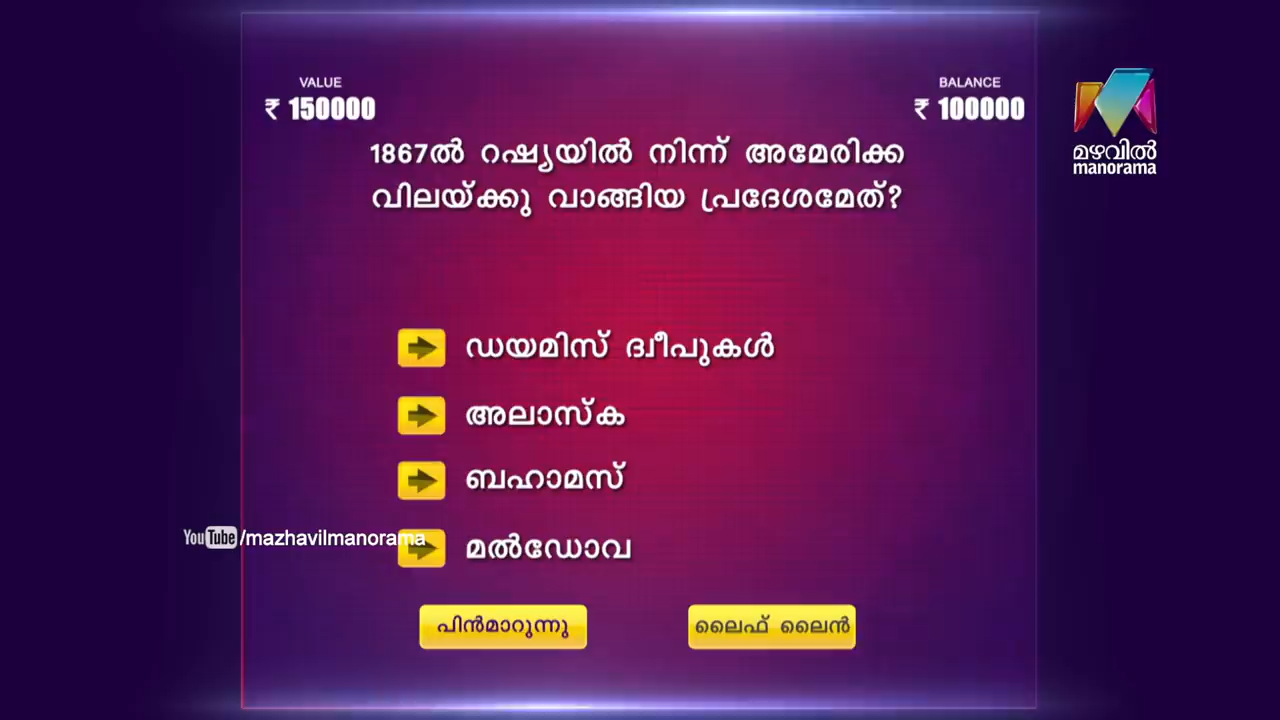 VALUE
₹ 150000
BALANCE
₹ 100000
മഴവിൽ
manorama
1867ൽ റഷ്യയിൽ നിന്ന് അമേരിക്ക
വിലയ്ക്കു വാങ്ങിയ പ്രദേശമേത്?
ഡയമിസ് ദ്വീപുകൾ
അലാസ്ക
ബഹാമസ്
YouTube /mazhavilmanorama
മൽഡോവ
പിൻമാറുന്നു
ലൈഫ് ലൈൻ